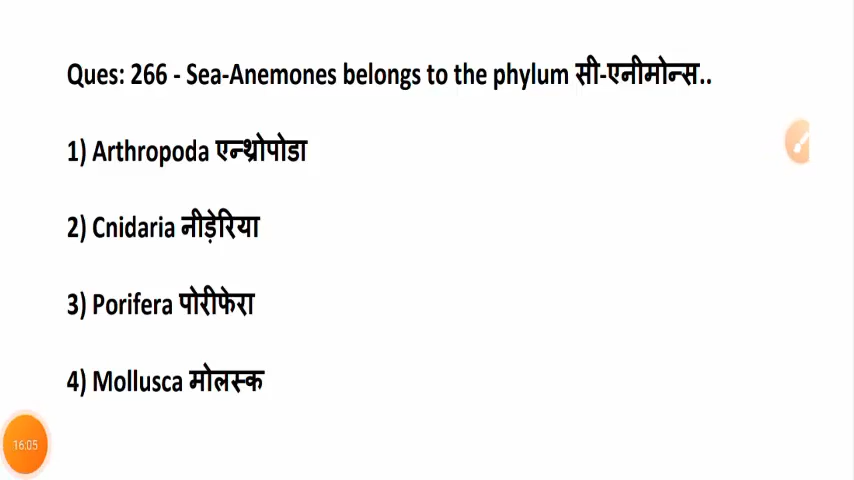 Ques: 266 - Sea-Anemones belongs to the phylum सी-एनीमोन्स..
1) Arthropoda एन्थ्रोपोडा
2) Cnidaria नीड़ेरिया
3) Porifera पोरीफेरा
4) Mollusca मोलस्क
16:05